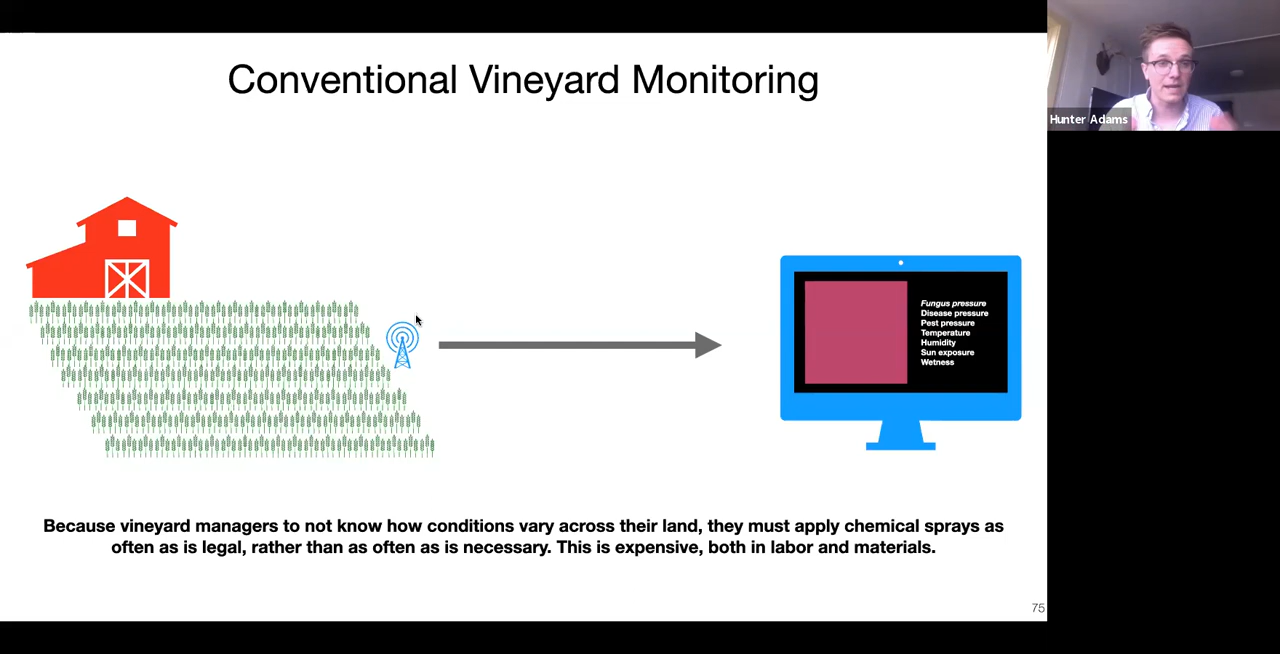 Conventional Vineyard Monitoring
Hunter Adams
Fungus pressure
Disease pressure
Pest pressure
Temperature
Humidity
Sun exposure
Wetness
Because vineyard managers to not know how conditions vary across their land, they must apply chemical sprays as
often as is legal, rather than as often as is necessary. This is expensive, both in labor and materials.
75